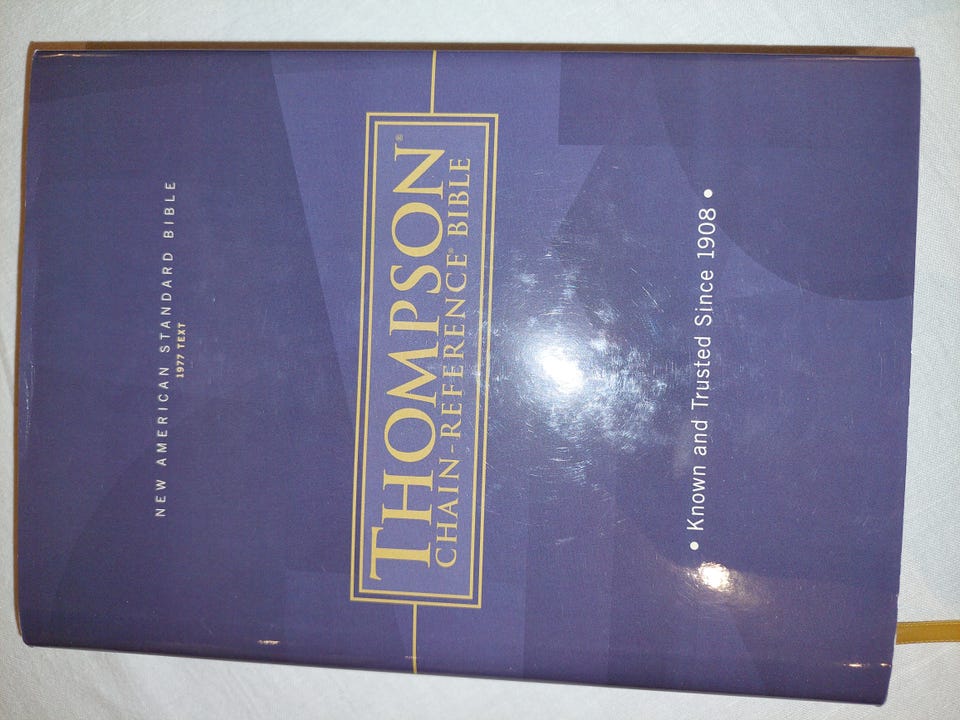 NEW AMERICAN STANDARD BIBLE
1977 TEXT
THOMPSON®
CHAIN-REFERENCE® BIBLE
• Known and Trusted Since 1908 •